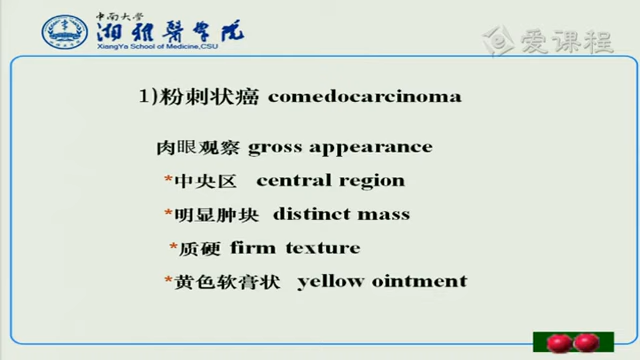 中南大学
湘雅醫学院
XiangYa School of Medicine,CSU
爱课程
1)粉刺状癌 comedocarcinoma
肉眼观察 gross appearance
*中央区 central region
*明显肿块 distinct mass
*质硬 firm texture
*黄色软膏状 yellow ointment